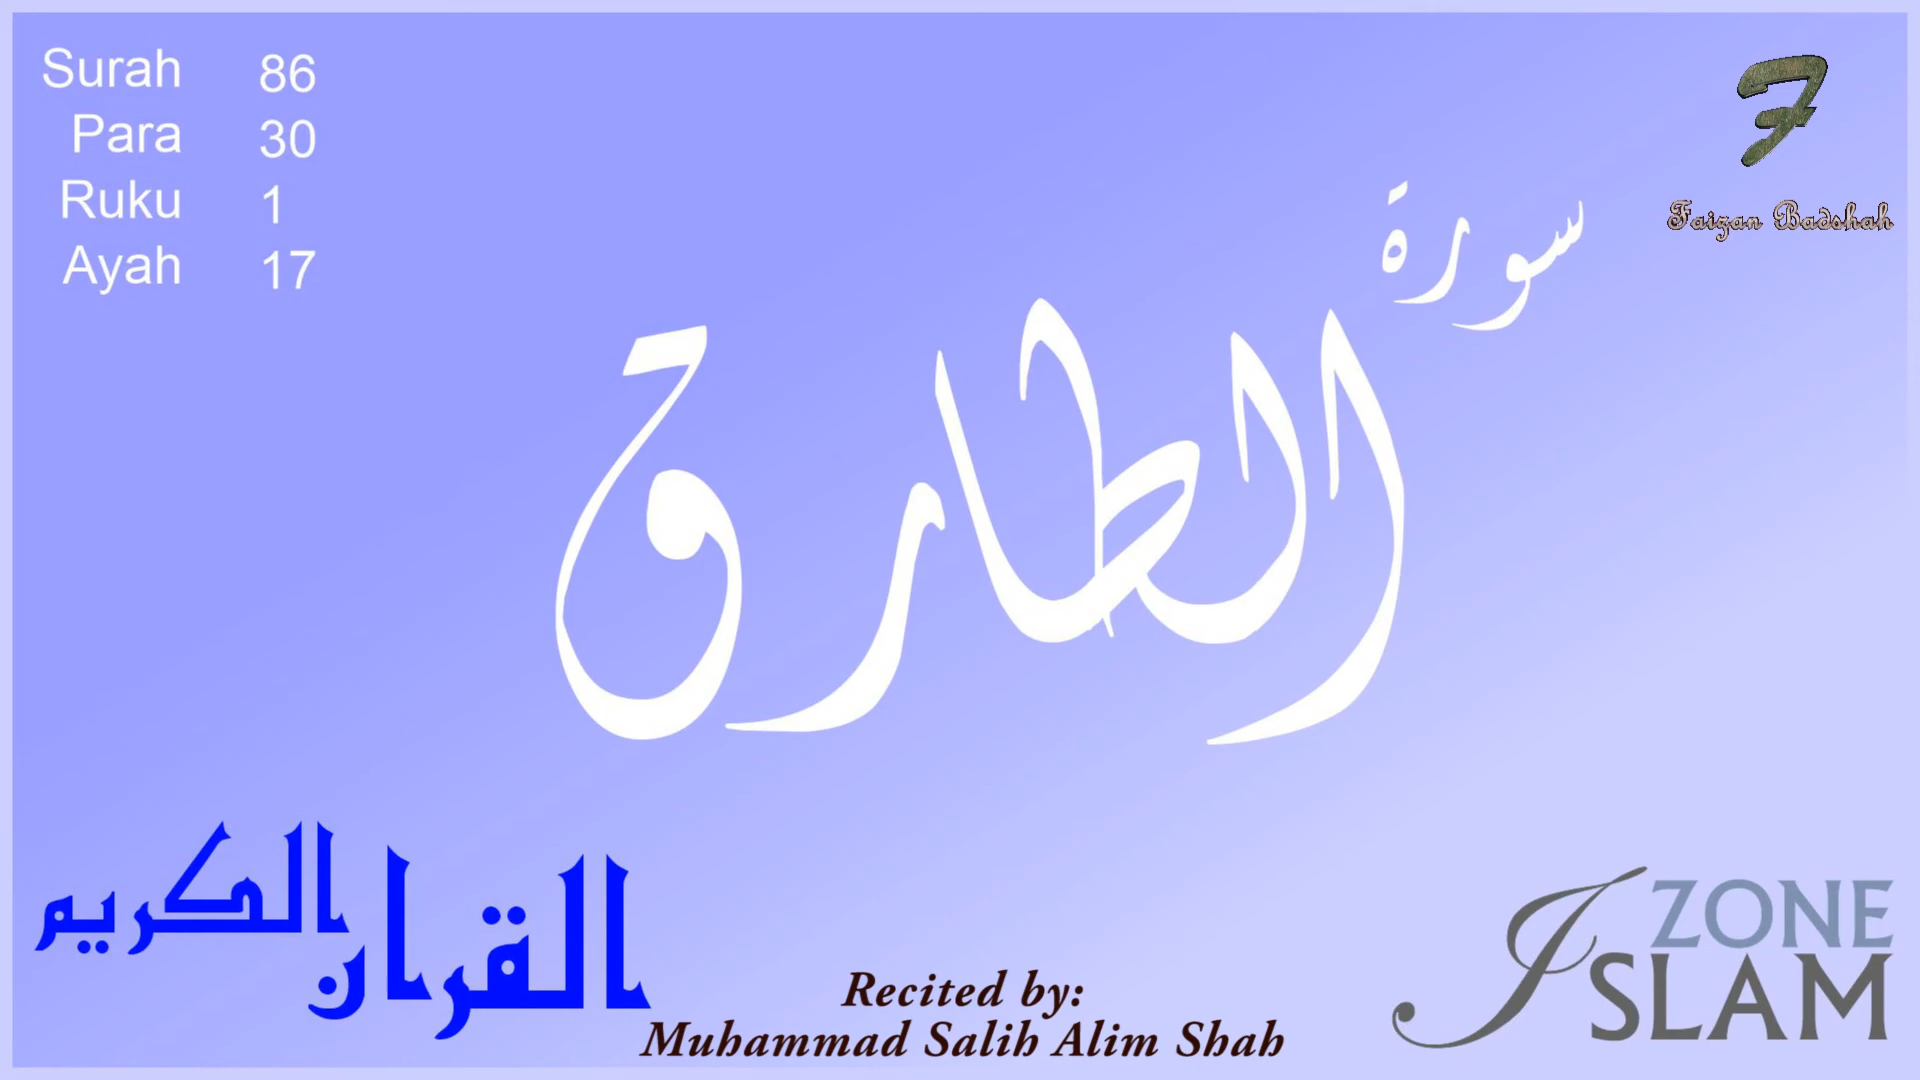 Surah 86
Para 30
Ruku 1
Ayah 17
F
Faizan Badshah
سورة
الطارق
القران
الكريم
Recited by:
Muhammad Salih Alim Shah
ZONE
ISLAM